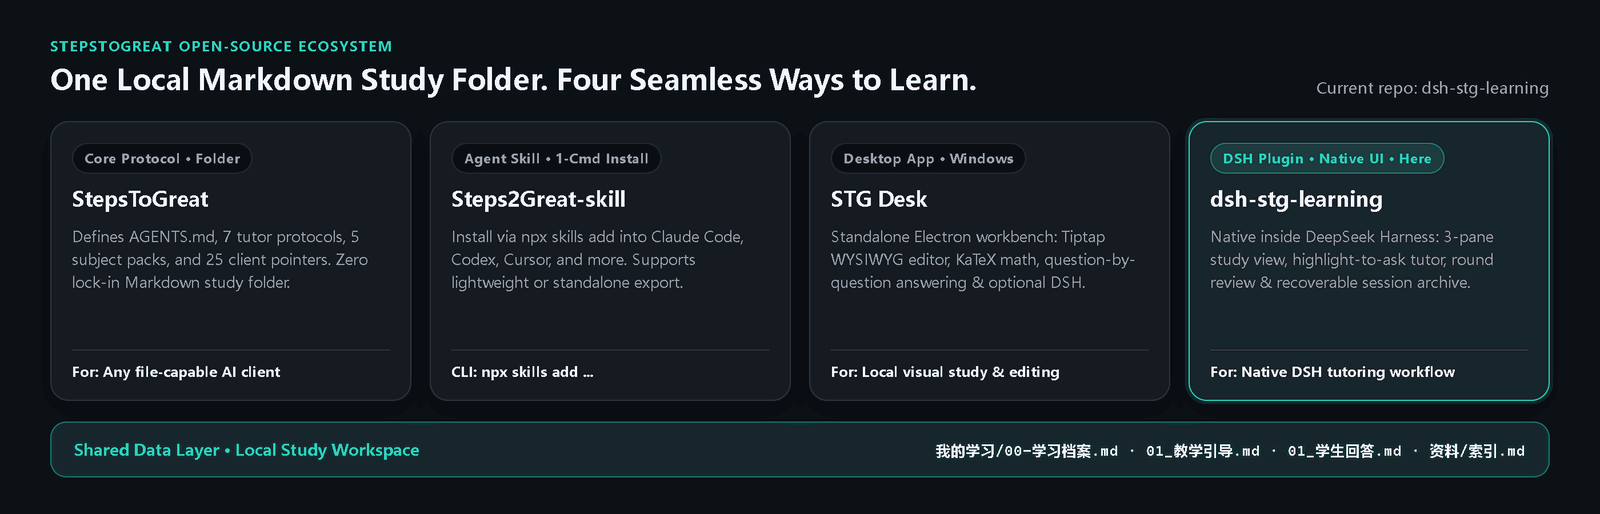 STEPSTOGREAT OPEN-SOURCE ECOSYSTEM
One Local Markdown Study Folder. Four Seamless Ways to Learn.
Current repo: dsh-stg-learning
Core Protocol • Folder
StepsToGreat
Defines AGENTS.md, 7 tutor protocols, 5
subject packs, and 25 client pointers. Zero
lock-in Markdown study folder.
For: Any file-capable AI client
Agent Skill • 1-Cmd Install
Steps2Great-skill
Install via npx skills add into Claude Code,
Codex, Cursor, and more. Supports
lightweight or standalone export.
CLI: npx skills add ...
Desktop App • Windows
STG Desk
Standalone Electron workbench: Tiptap
WYSIWYG editor, KaTeX math, question-by-
question answering & optional DSH.
For: Local visual study & editing
DSH Plugin • Native UI • Here
dsh-stg-learning
Native inside DeepSeek Harness: 3-pane
study view, highlight-to-ask tutor, round
review & recoverable session archive.
For: Native DSH tutoring workflow
Shared Data Layer • Local Study Workspace
我的学习/00-学习档案.md · 01_教学引导.md · 01_学生回答.md · 资料/索引.md